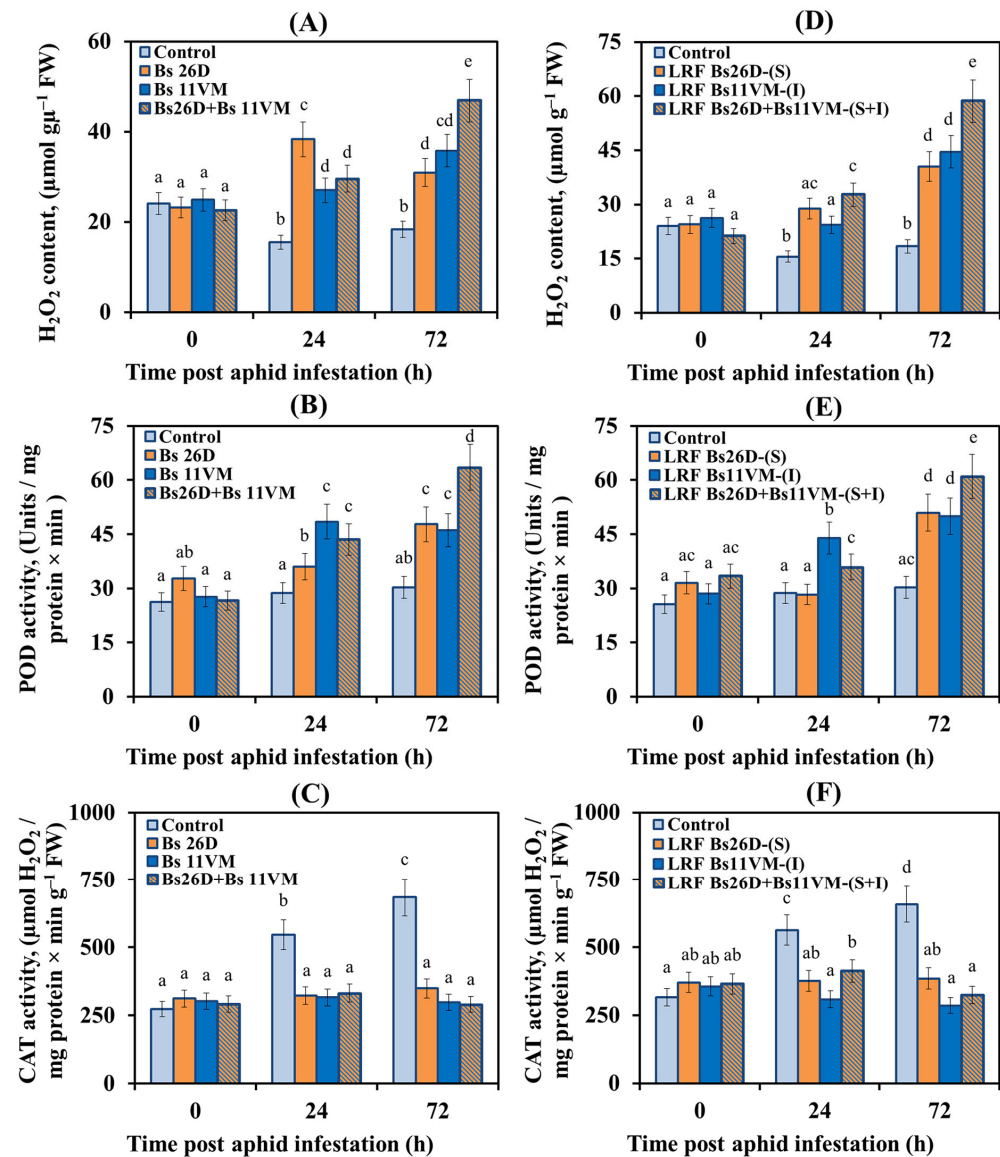 (A)
H₂O₂ content, (µmol gµ⁻¹ FW)
60
40
20
0
Control
Bs 26D
Bs 11VM
Bs26D+Bs 11VM
a a a a
b c d d
b d cd e
0 24 72
Time post aphid infestation (h)
(D)
H₂O₂ content, (µmol g⁻¹ FW)
75
60
45
30
15
0
Control
LRF Bs26D-(S)
LRF Bs11VM-(I)
LRF Bs26D+Bs11VM-(S+I)
a a a a
b ac a c
b d d e
0 24 72
Time post aphid infestation (h)
(B)
POD activity, (Units / mg
protein × min)
75
60
45
30
15
0
Control
Bs 26D
Bs 11VM
Bs26D+Bs 11VM
a ab a a
a b c c
ab c c d
0 24 72
Time post aphid infestation (h)
(E)
POD activity, (Units / mg
protein × min)
75
60
45
30
15
0
Control
LRF Bs26D-(S)
LRF Bs11VM-(I)
LRF Bs26D+Bs11VM-(S+I)
a ac a ac
a a b c
ac d d e
0 24 72
Time post aphid infestation (h)
(C)
CAT activity, (µmol H₂O₂ /
mg protein × min g⁻¹ FW)
1000
750
500
250
0
Control
Bs 26D
Bs 11VM
Bs26D+Bs 11VM
a a a a
b a a a
c a a a
0 24 72
Time post aphid infestation (h)
(F)
CAT activity, (µmol H₂O₂ /
mg protein × min g⁻¹ FW)
1000
750
500
250
0
Control
LRF Bs26D-(S)
LRF Bs11VM-(I)
LRF Bs26D+Bs11VM-(S+I)
a ab ab ab
c ab a b
d ab a a
0 24 72
Time post aphid infestation (h)